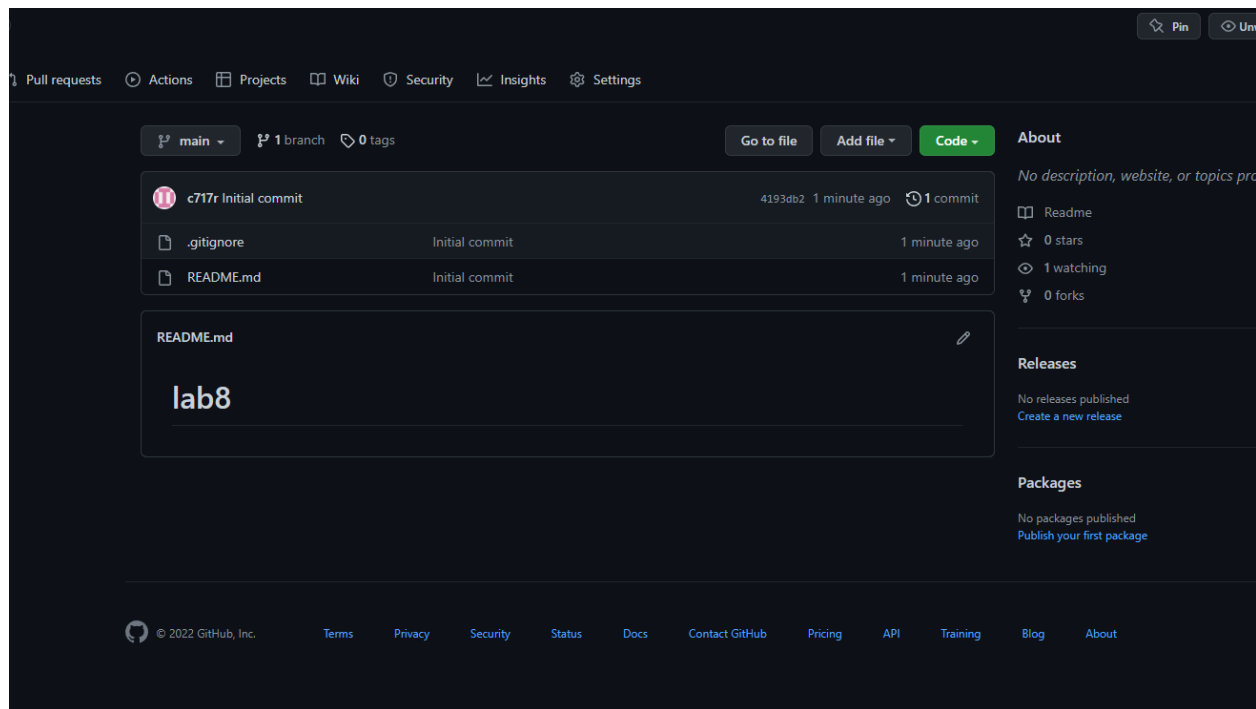 Pin
Pull requests Actions Projects Wiki Security Insights Settings
main 1 branch 0 tags Go to file Add file Code
c717r Initial commit 4193db2 1 minute ago 1 commit
.gitignore Initial commit 1 minute ago
README.md Initial commit 1 minute ago
README.md
lab8
About
No description, website, or topics
Readme
0 stars
1 watching
0 forks
Releases
No releases published
Create a new release
Packages
No packages published
Publish your first package
© 2022 GitHub, Inc. Terms Privacy Security Status Docs Contact GitHub Pricing API Training Blog About